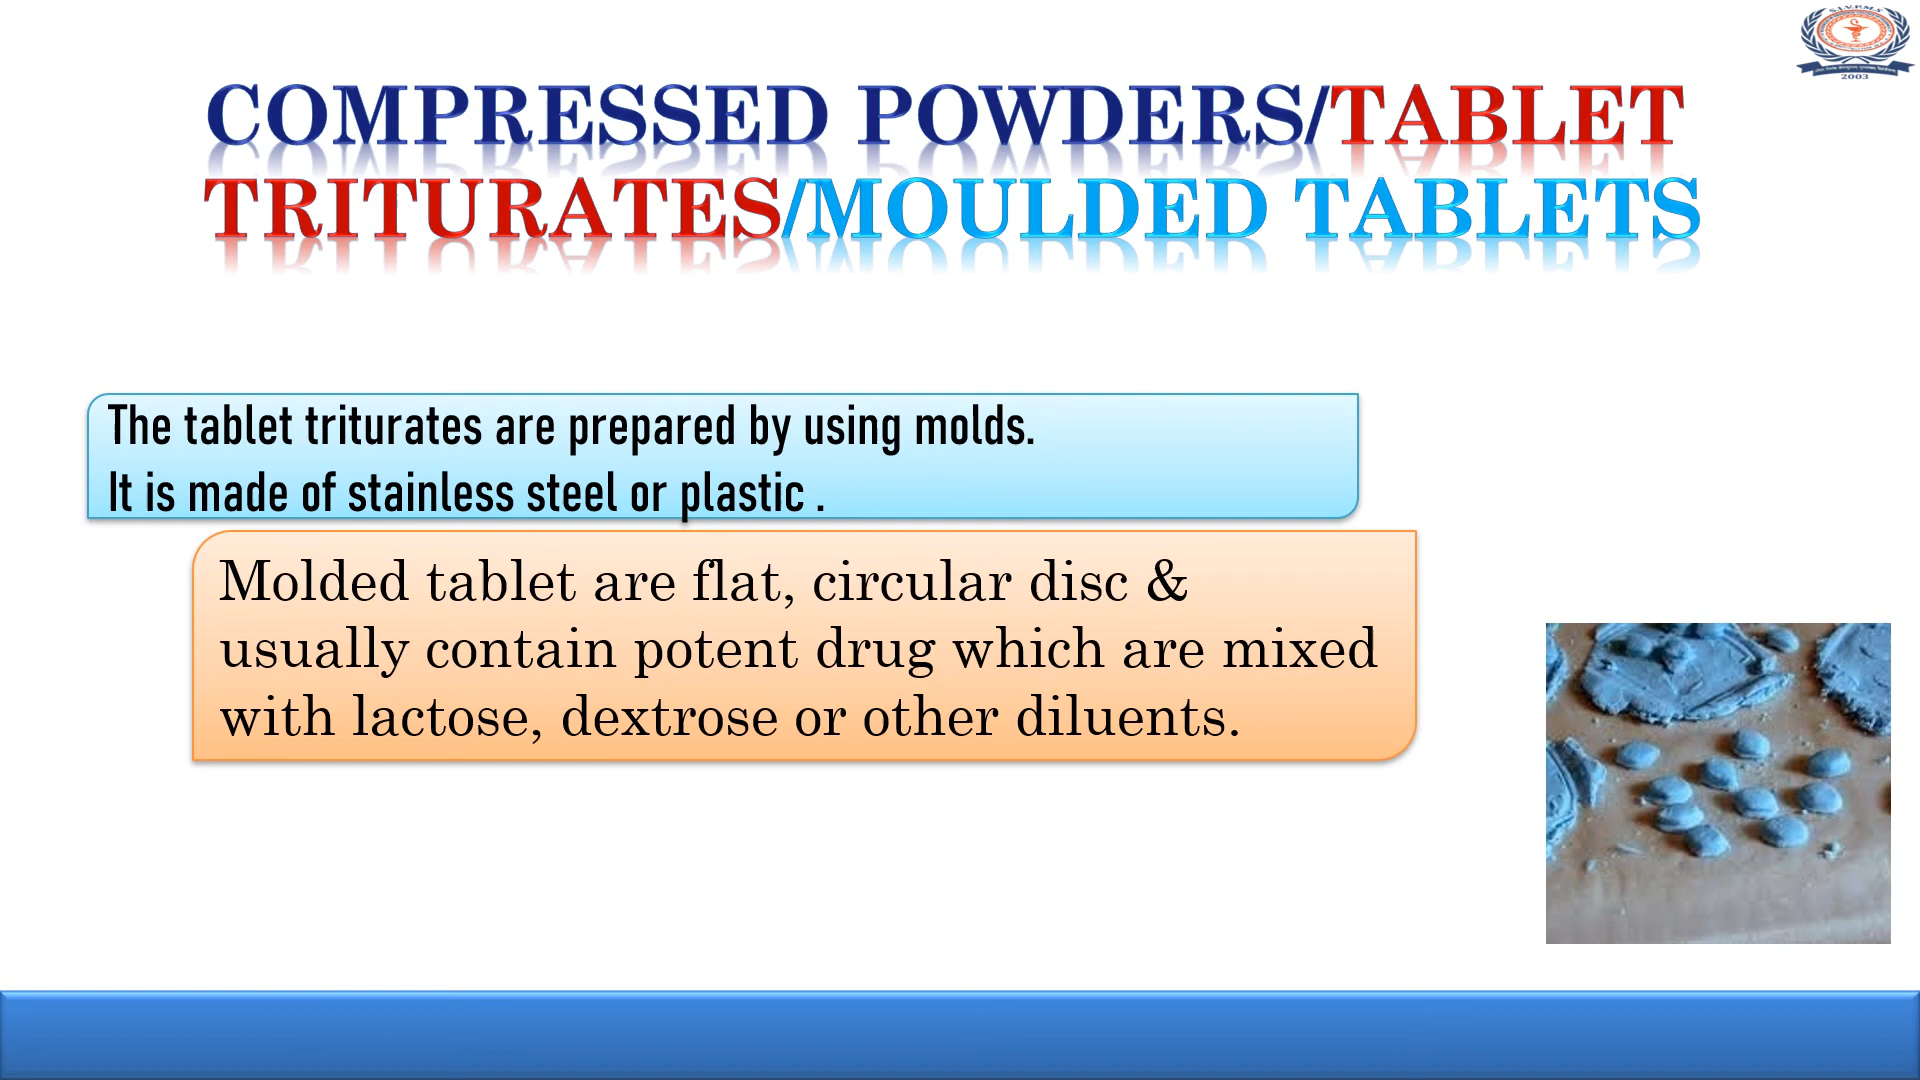 S.I.V.P.M.S
2003
COMPRESSED POWDERS/TABLET
TRITURATES/MOULDED TABLETS
The tablet triturates are prepared by using molds.
It is made of stainless steel or plastic .
Molded tablet are flat, circular disc &
usually contain potent drug which are mixed
with lactose, dextrose or other diluents.